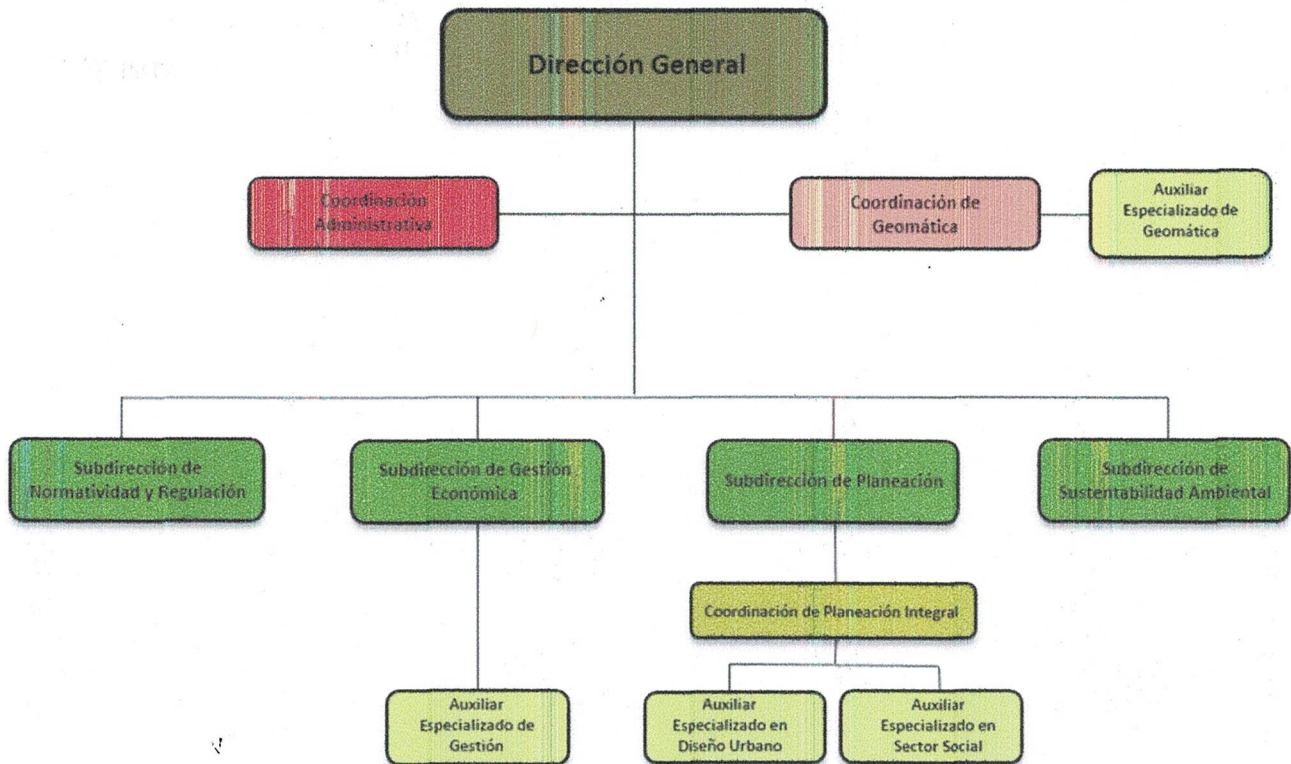 Dirección General
Coordinación
Administrativa
Coordinación de
Geomática
Auxiliar
Especializado de
Geomática
Subdirección de
Normatividad y Regulación
Subdirección de Gestión
Económica
Subdirección de Planeación
Subdirección de
Sustentabilidad Ambiental
Coordinación de Planeación Integral
Auxiliar
Especializado de
Gestión
Auxiliar
Especializado en
Diseño Urbano
Auxiliar
Especializado en
Sector Social